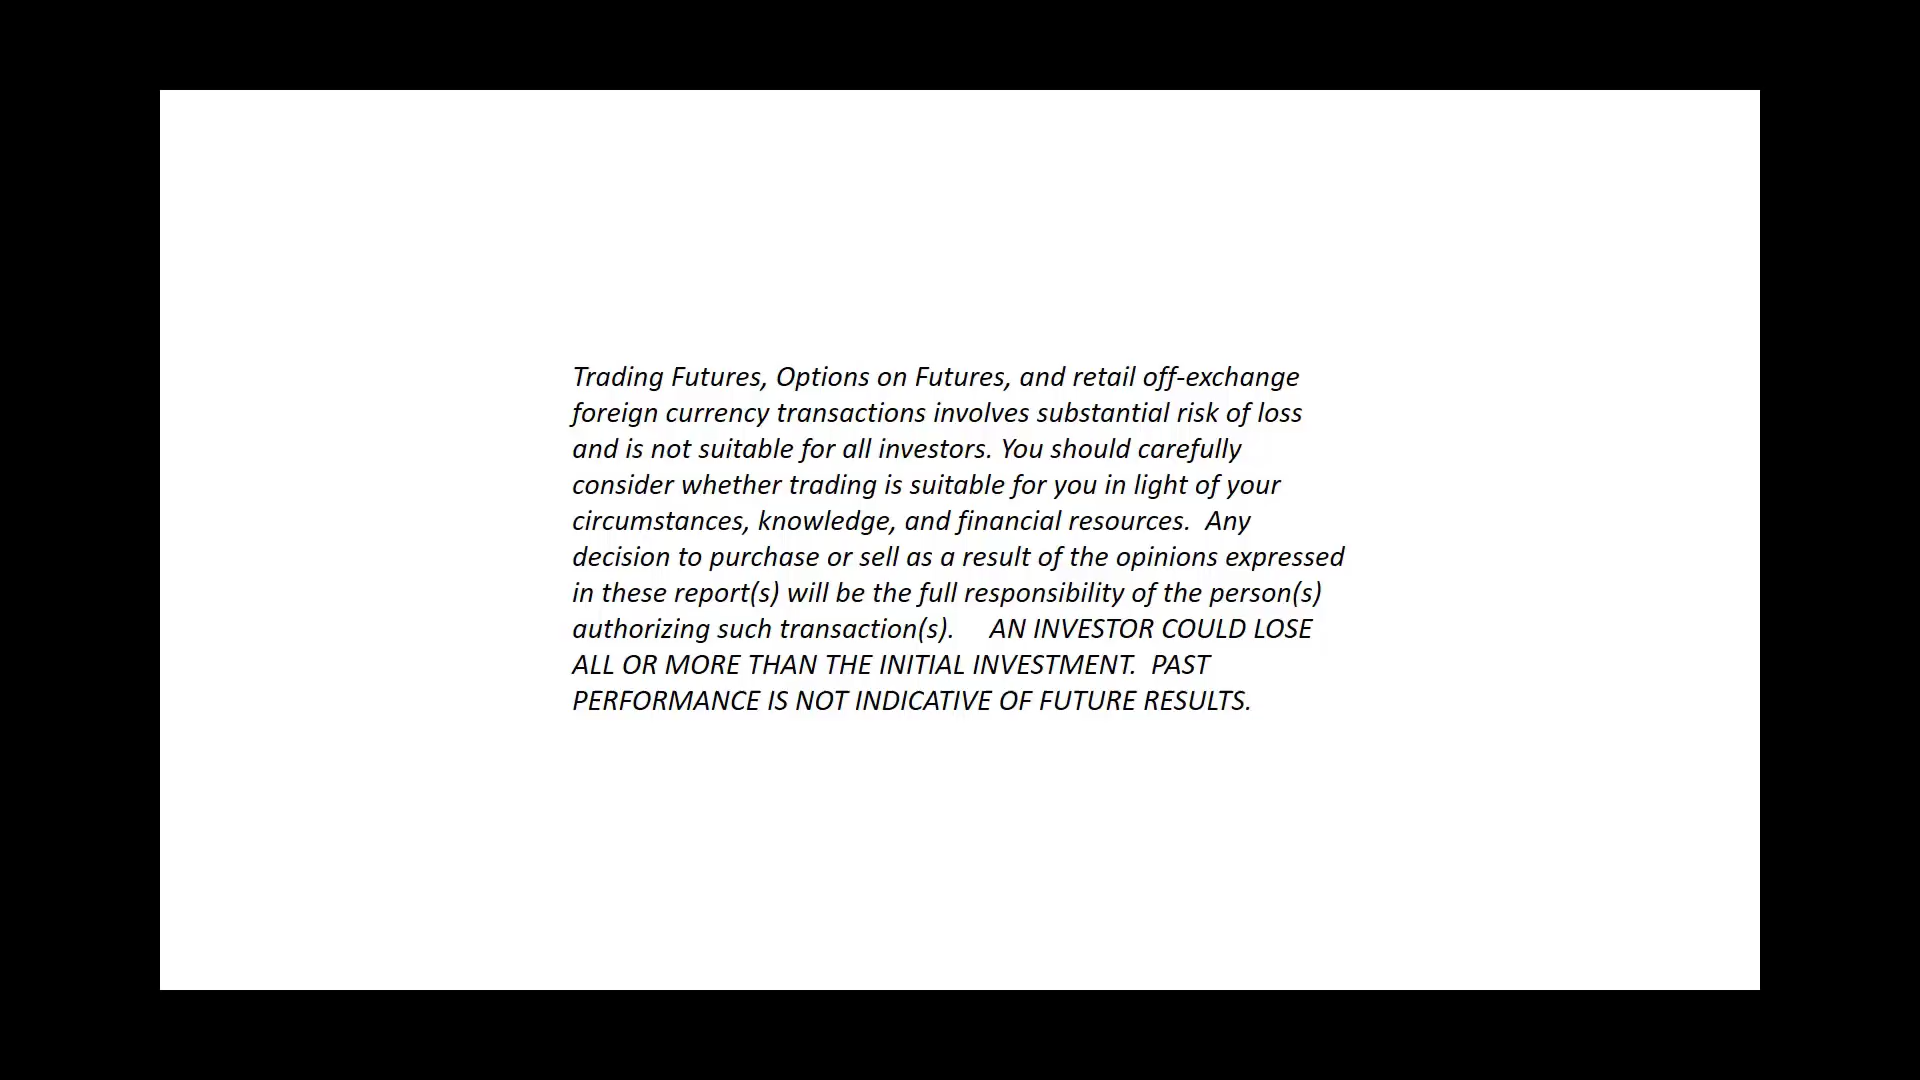 Trading Futures, Options on Futures, and retail off-exchange
foreign currency transactions involves substantial risk of loss
and is not suitable for all investors. You should carefully
consider whether trading is suitable for you in light of your
circumstances, knowledge, and financial resources.  Any
decision to purchase or sell as a result of the opinions expressed
in these report(s) will be the full responsibility of the person(s)
authorizing such transaction(s).     AN INVESTOR COULD LOSE
ALL OR MORE THAN THE INITIAL INVESTMENT.  PAST
PERFORMANCE IS NOT INDICATIVE OF FUTURE RESULTS.